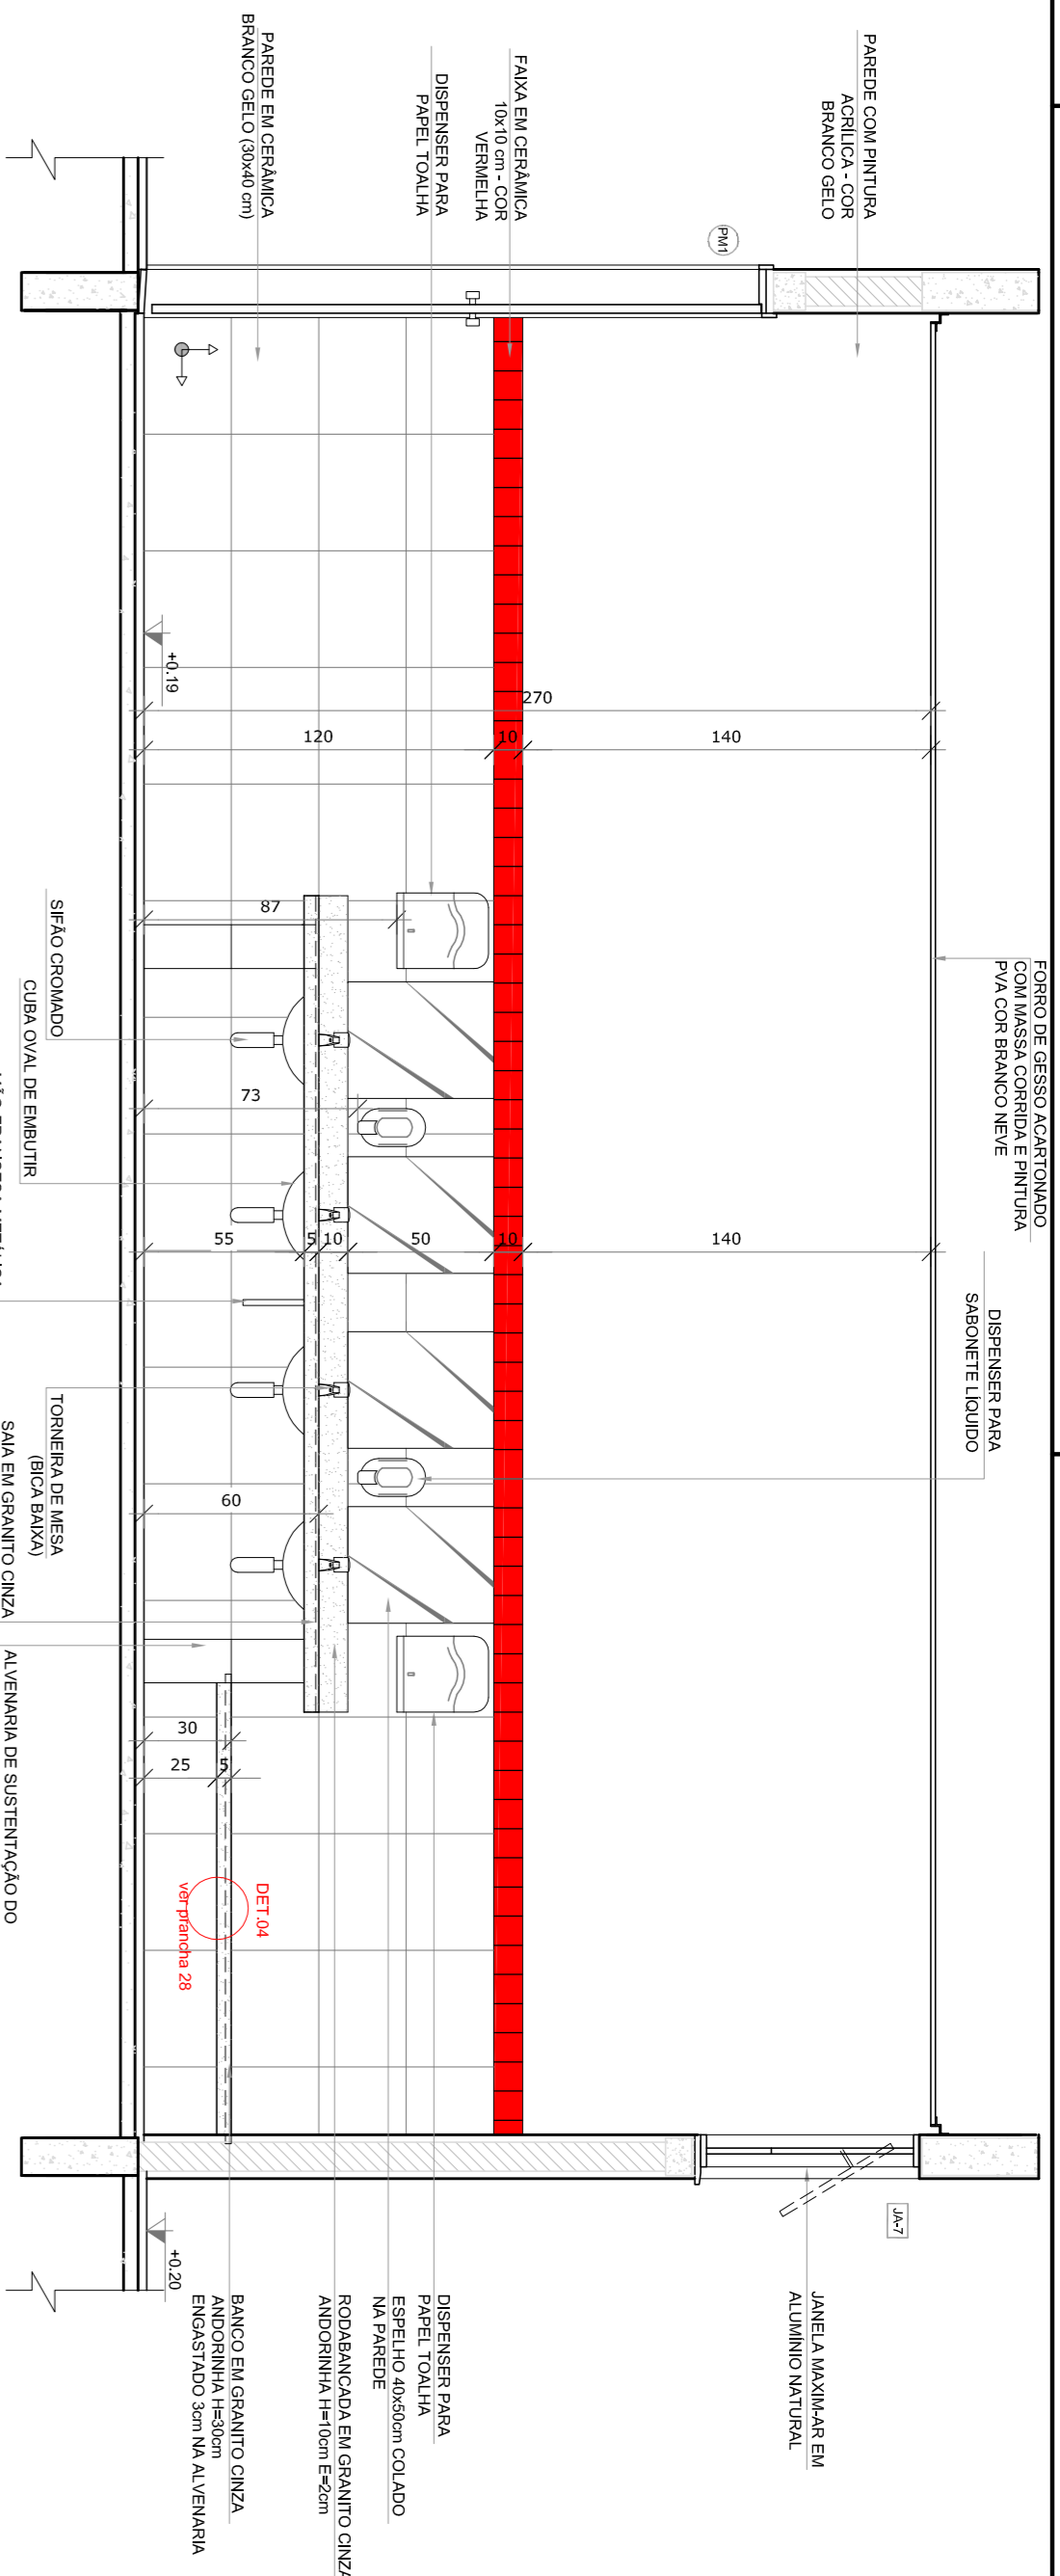 FORRO DE GESSO ACARTONADO
COM MASSA CORRIDA E PINTURA
PVA COR BRANCO NEVE
PAREDE COM PINTURA
ACRÍLICA - COR
BRANCO GELO
FAIXA EM CERÂMICA
10x10 cm - COR
VERMELHA
DISPENSER PARA
PAPEL TOALHA
PAREDE EM CERÂMICA
BRANCO GELO (30x40 cm)
PM1
DISPENSER PARA
SABONETE LÍQUIDO
JA-7
JANELA MAXIM-AR EM
ALUMÍNIO NATURAL
DISPENSER PARA
PAPEL TOALHA
ESPELHO 40x50cm COLADO
NA PAREDE
RODABANCADA EM GRANITO CINZA
ANDORINHA H=10cm E=2cm
BANCO EM GRANITO CINZA
ANDORINHA H=30cm
ENGASTADO 3cm NA ALVENARIA
270
140
10
120
87
73
140
10
50
10
5
55
60
30
5
25
+0.19
+0.20
DET.04
ver prancha 28
SIFÃO CROMADO
CUBA OVAL DE EMBUTIR
TORNEIRA DE MESA
(BICA BAIXA)
SAIA EM GRANITO CINZA
ALVENARIA DE SUSTENTAÇÃO DO